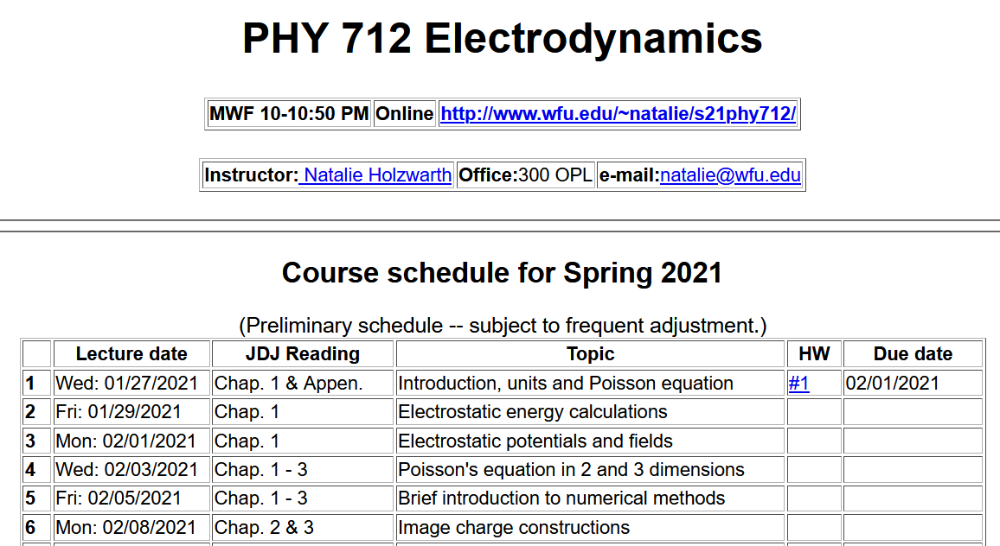 PHY 712 Electrodynamics
MWF 10-10:50 PM Online http://www.wfu.edu/~natalie/s21phy712/
Instructor: Natalie Holzwarth Office:300 OPL e-mail:natalie@wfu.edu
Course schedule for Spring 2021
(Preliminary schedule -- subject to frequent adjustment.)
Lecture date JDJ Reading Topic HW Due date
1 Wed: 01/27/2021 Chap. 1 & Appen. Introduction, units and Poisson equation #1 02/01/2021
2 Fri: 01/29/2021 Chap. 1 Electrostatic energy calculations
3 Mon: 02/01/2021 Chap. 1 Electrostatic potentials and fields
4 Wed: 02/03/2021 Chap. 1 - 3 Poisson's equation in 2 and 3 dimensions
5 Fri: 02/05/2021 Chap. 1 - 3 Brief introduction to numerical methods
6 Mon: 02/08/2021 Chap. 2 & 3 Image charge constructions